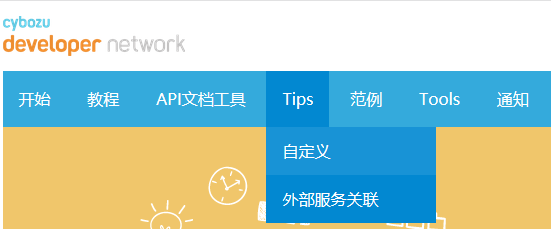 cybozu
developer network
开始 教程 API文档工具 Tips 范例 Tools 通知
自定义
外部服务关联